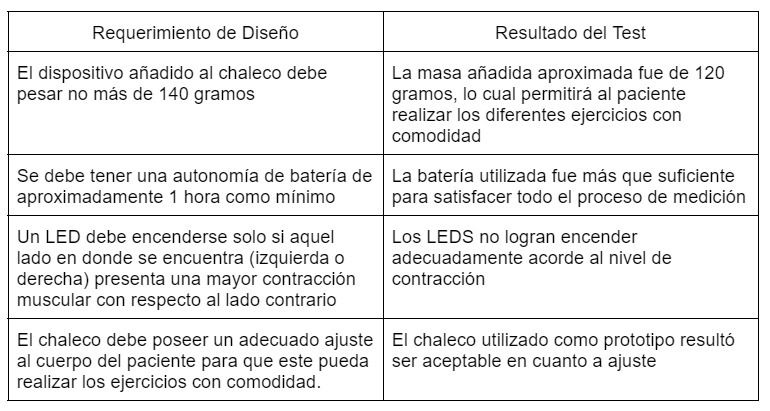 Requerimiento de Diseño
Resultado del Test
El dispositivo añadido al chaleco debe
pesar no más de 140 gramos
La masa añadida aproximada fue de 120
gramos, lo cual permitirá al paciente
realizar los diferentes ejercicios con
comodidad
Se debe tener una autonomía de batería de
aproximadamente 1 hora como mínimo
La batería utilizada fue más que suficiente
para satisfacer todo el proceso de medición
Un LED debe encenderse solo si aquel
lado en donde se encuentra (izquierda o
derecha) presenta una mayor contracción
muscular con respecto al lado contrario
Los LEDS no logran encender
adecuadamente acorde al nivel de
contracción
El chaleco debe poseer un adecuado ajuste
al cuerpo del paciente para que este pueda
realizar los ejercicios con comodidad.
El chaleco utilizado como prototipo resultó
ser aceptable en cuanto a ajuste